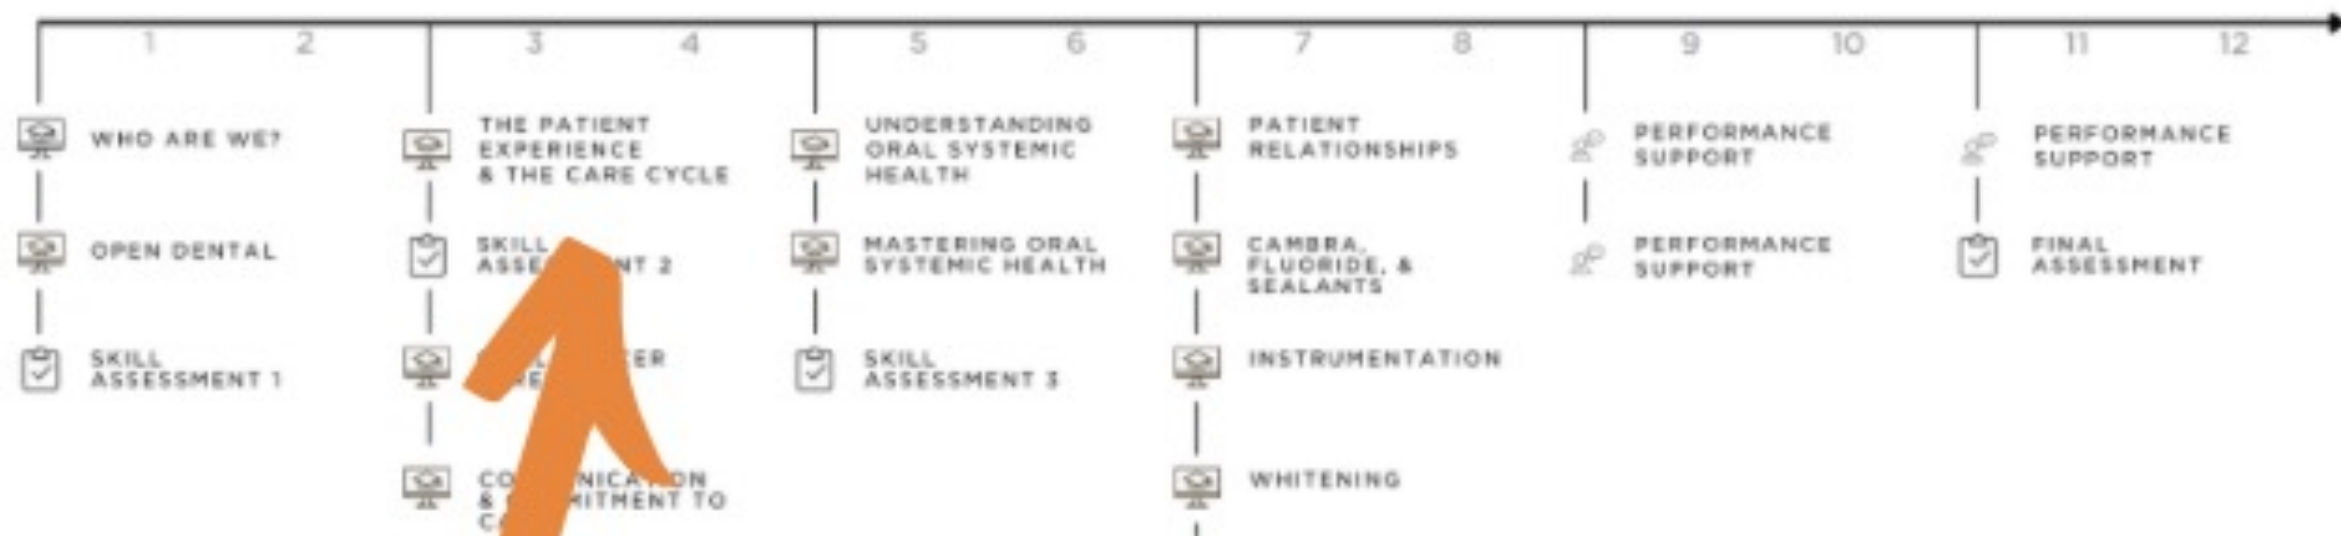 1 2 3 4 5 6 7 8 9 10 11 12
WHO ARE WE?
OPEN DENTAL
SKILL
ASSESSMENT 1
THE PATIENT
EXPERIENCE
& THE CARE CYCLE
SKILL
2
&
TO
UNDERSTANDING
ORAL SYSTEMIC
HEALTH
MASTERING ORAL
SYSTEMIC HEALTH
SKILL
ASSESSMENT 3
PATIENT
RELATIONSHIPS
CAMBRA,
FLUORIDE, &
SEALANTS
INSTRUMENTATION
WHITENING
PERFORMANCE
SUPPORT
PERFORMANCE
SUPPORT
PERFORMANCE
SUPPORT
FINAL
ASSESSMENT